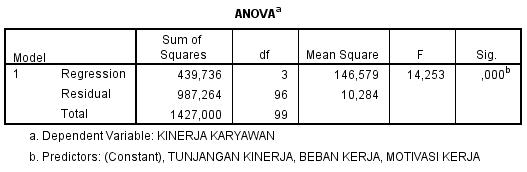 ANOVAa
Model Sum of Squares df Mean Square F Sig.
1 Regression 439,736 3 146,579 14,253 ,000b
Residual 987,264 96 10,284
Total 1427,000 99
a. Dependent Variable: KINERJA KARYAWAN
b. Predictors: (Constant), TUNJANGAN KINERJA, BEBAN KERJA, MOTIVASI KERJA